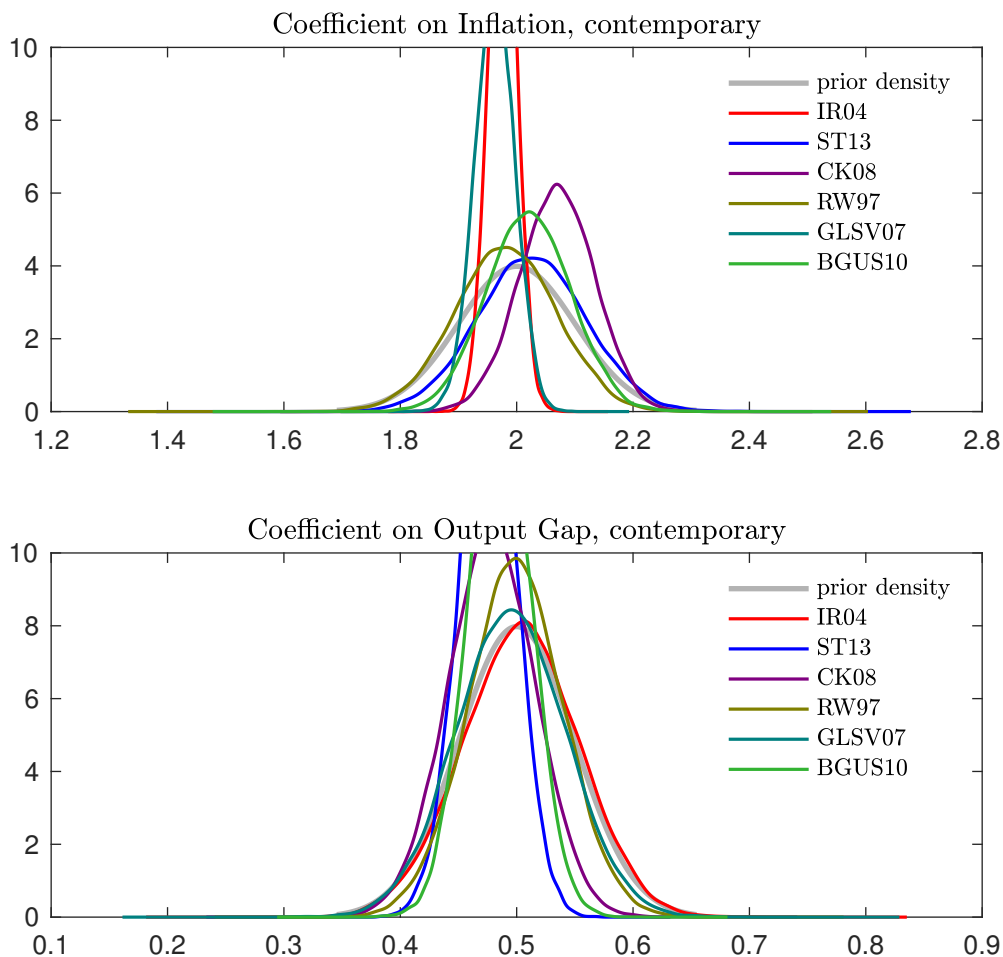 Coefficient on Inflation, contemporary
10
8
6
4
2
0
1.2 1.4 1.6 1.8 2 2.2 2.4 2.6 2.8
prior density
IR04
ST13
CK08
RW97
GLSV07
BGUS10
Coefficient on Output Gap, contemporary
10
8
6
4
2
0
0.1 0.2 0.3 0.4 0.5 0.6 0.7 0.8 0.9
prior density
IR04
ST13
CK08
RW97
GLSV07
BGUS10